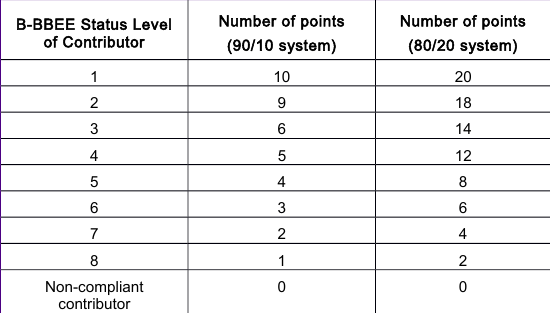 B-BBEE Status Level
of Contributor
Number of points
(90/10 system)
Number of points
(80/20 system)
1 10 20
2 9 18
3 6 14
4 5 12
5 4 8
6 3 6
7 2 4
8 1 2
Non-compliant
contributor
0 0